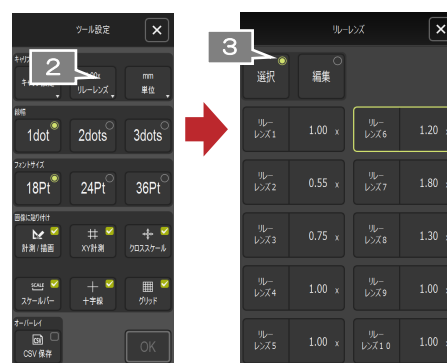 ツール設定
2
リレーレンズ
mm
単位
線幅
1dot
2dots
3dots
フォントサイズ
18Pt
24Pt
36Pt
画像に貼り付け
計測/描画
XY計測
クロススケール
SCALE
スケールバー
十字線
グリッド
オーバーレイ
CSV 保存
OK
リレーレンズ
3
選択
編集
リレー
レンズ1
1.00 x
リレー
レンズ6
1.20 x
リレー
レンズ2
0.55 x
リレー
レンズ7
1.80 x
リレー
レンズ3
0.75 x
リレー
レンズ8
1.30 x
リレー
レンズ4
1.00 x
リレー
レンズ9
1.00 x
リレー
レンズ5
1.00 x
リレー
レンズ10
1.00 x